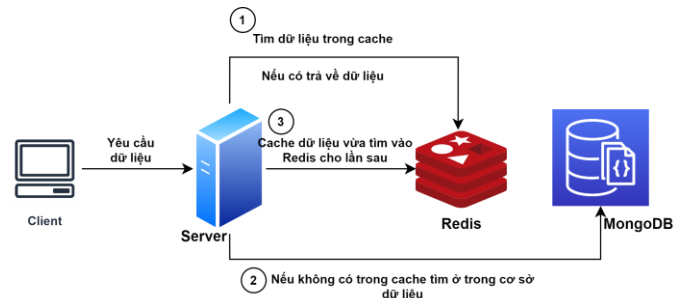 1
Tìm dữ liệu trong cache
Nếu có trả về dữ liệu
3
Yêu cầu
dữ liệu
Cache dữ liệu vừa tìm vào
Redis cho lần sau
Client
Server
Redis
MongoDB
2
Nếu không có trong cache tìm ở trong cơ sở
dữ liệu